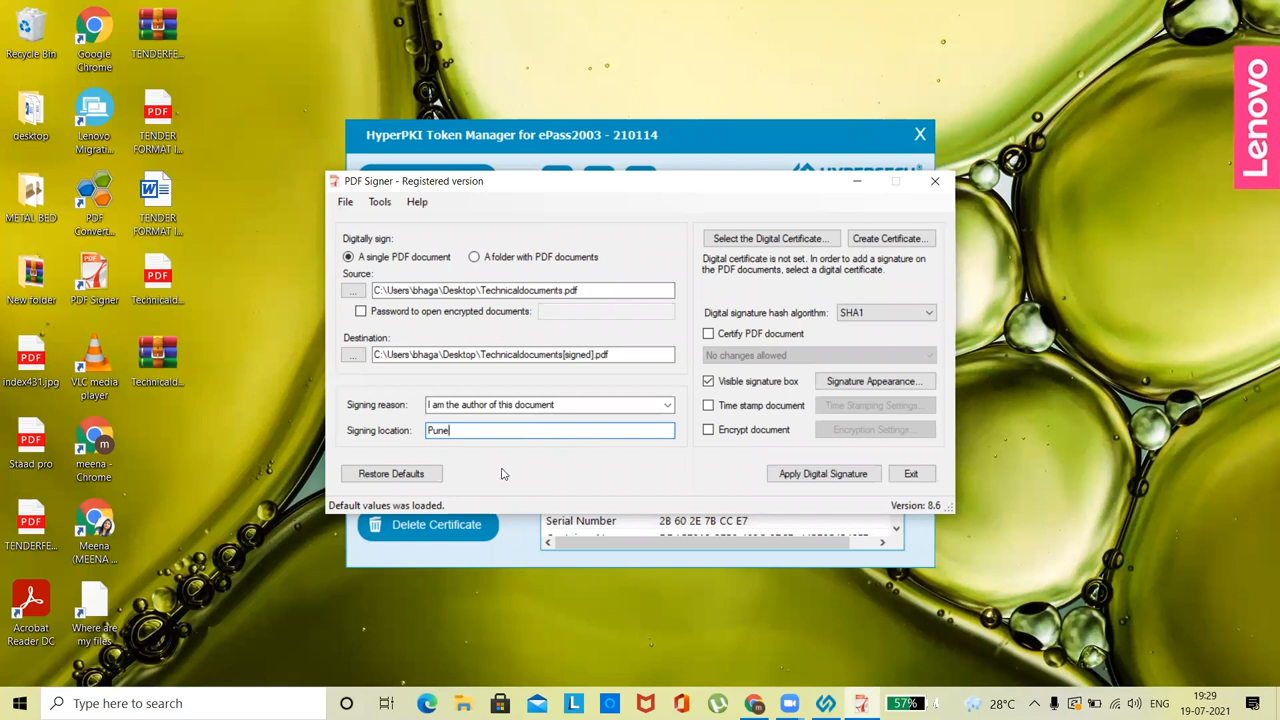 Recycle Bin
Google
Chrome
TENDERFE...
desktop
Lenovo
Migrati...
PDF
TENDER
FORMAT I...
METAL BED
PDF
Convert...
TENDER
FORMAT I...
New folder
PDF Signer
PDF
Technicald...
PDF
index431.jpg
VLC media
player
Technicald...
PDF
Staad pro
m
meena -
Chrome
PDF
TENDERFE...
Meena
(MEENA ...
Acrobat
Reader DC
Where are
my files
Lenovo
HyperPKI Token Manager for ePass2003 - 210114
X
PDF Signer - Registered version
File Tools Help
Digitally sign:
A single PDF document
A folder with PDF documents
Source:
... C:\Users\bhaga\Desktop\Technicaldocuments.pdf
Password to open encrypted documents:
Destination:
... C:\Users\bhaga\Desktop\Technicaldocuments[signed].pdf
Signing reason: I am the author of this document
Signing location: Pune
Restore Defaults
Select the Digital Certificate...
Create Certificate...
Digital certificate is not set. In order to add a signature on
the PDF documents, select a digital certificate.
Digital signature hash algorithm: SHA1
Certify PDF document
No changes allowed
Visible signature box
Signature Appearance...
Time stamp document
Time Stamping Settings...
Encrypt document
Encryption Settings...
Apply Digital Signature
Exit
Default values was loaded.
Version: 8.6
Delete Certificate
Serial Number 2B 60 2E 7B CC E7
Type here to search
L
m
57%
28°C
ENG
19:29
19-07-2021